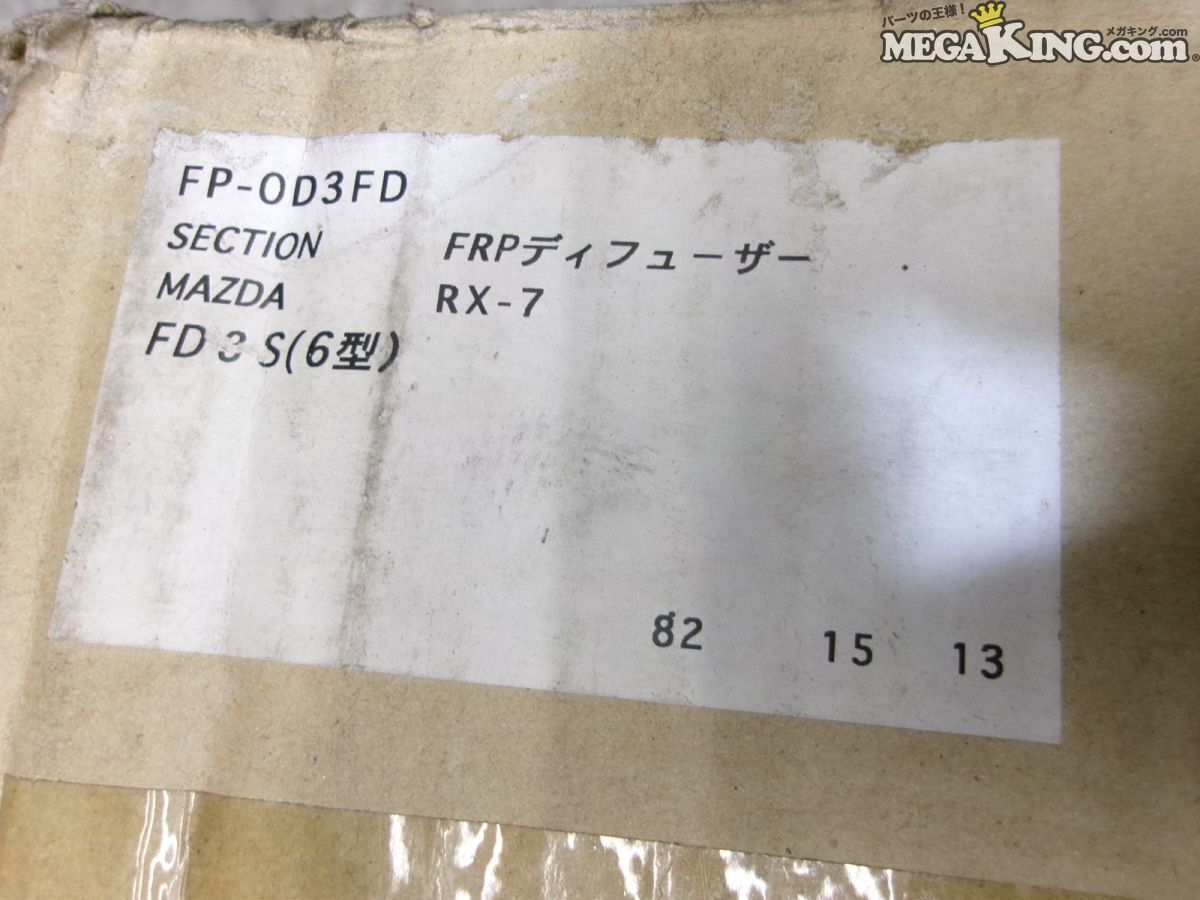 パーツの王様!
メガキング.com
MEGAKING.com®
FP-OD3FD
SECTION FRPディフューザー
MAZDA RX-7
FD3S(6型)
82 15 13